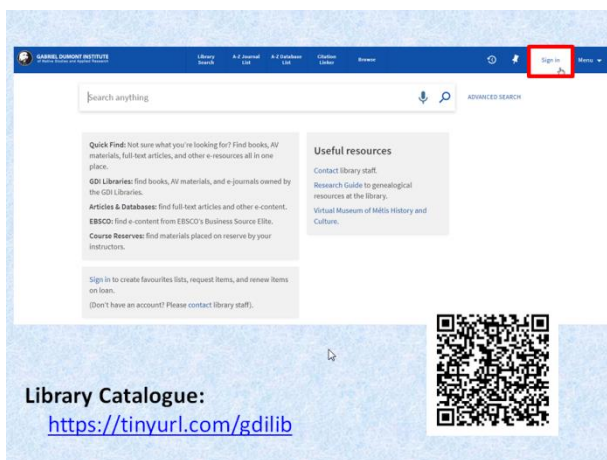 GABRIEL DUMONT INSTITUTE
of Métis Studies and Applied Research
Library Search
A-Z Journal List
A-Z Database List
Citation Linker
Browse
Sign in
Menu
Search anything
ADVANCED SEARCH
Quick Find: Not sure what you're looking for? Find books, AV
materials, full-text articles, and other e-resources all in one
place.
GDI Libraries: find books, AV materials, and e-journals owned by
the GDI Libraries.
Articles & Databases: find full-text articles and other e-content.
EBSCO: find e-content from EBSCO's Business Source Elite.
Course Reserves: find materials placed on reserve by your
instructors.
Sign in to create favourites lists, request items, and renew items
on loan.
(Don't have an account? Please contact library staff).
Useful resources
Contact library staff.
Research Guide to genealogical
resources at the library.
Virtual Museum of Métis History and
Culture.
Library Catalogue:
https://tinyurl.com/gdilib